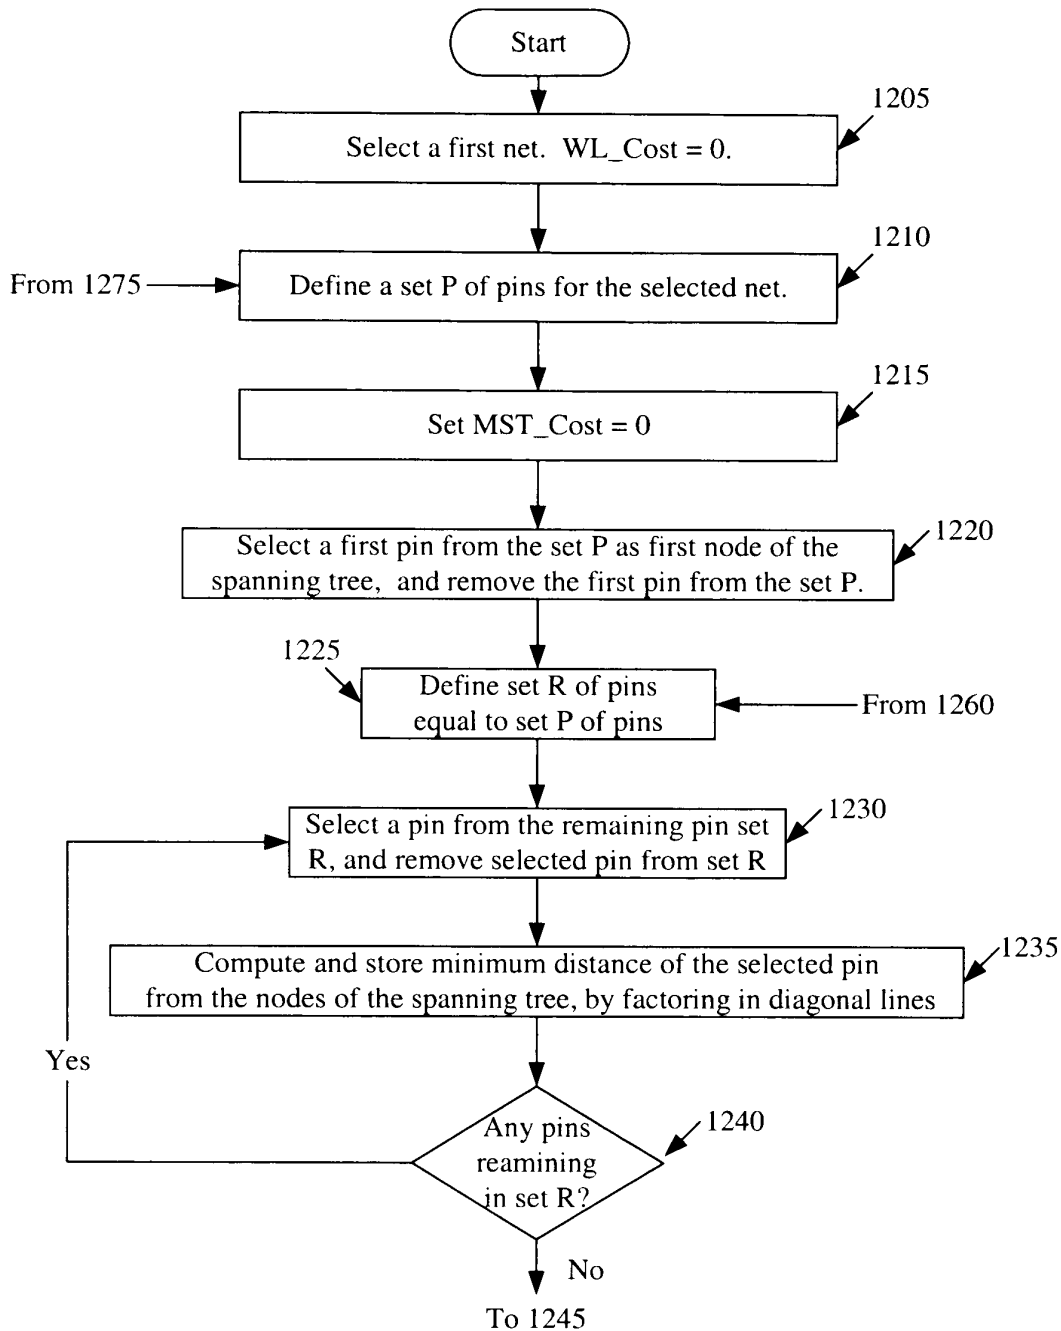 Start
1205
Select a first net.  WL_Cost = 0.
1210
From 1275
Define a set P of pins for the selected net.
1215
Set MST_Cost = 0
1220
Select a first pin from the set P as first node of the
spanning tree,  and remove the first pin from the set P.
1225
Define set R of pins
equal to set P of pins
From 1260
1230
Select a pin from the remaining pin set
R, and remove selected pin from set R
1235
Compute and store minimum distance of the selected pin
from the nodes of the spanning tree, by factoring in diagonal lines
Yes
1240
Any pins
reamining
in set R?
No
To 1245